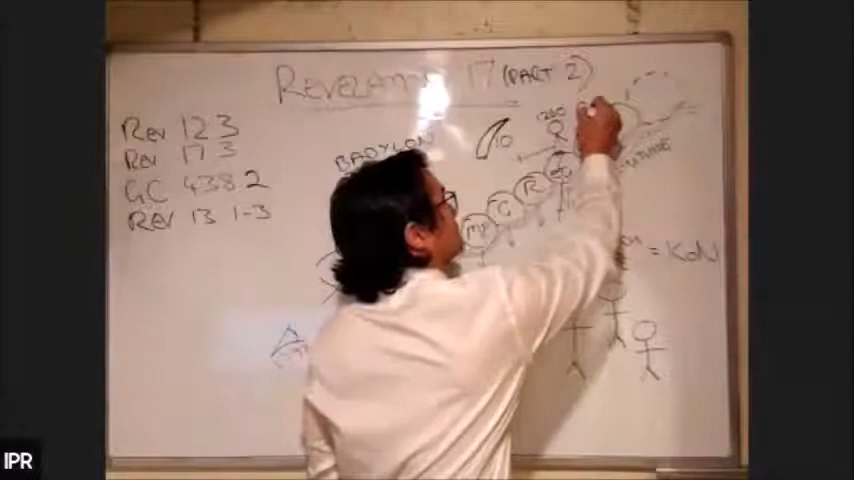 REVELATION 17 (PART 2)
Rev 12 3
Rev 17 3
GC 438 2
Rev 13 1-3
BABYLON
10
1260
MP
G
R
= KoN
IPR